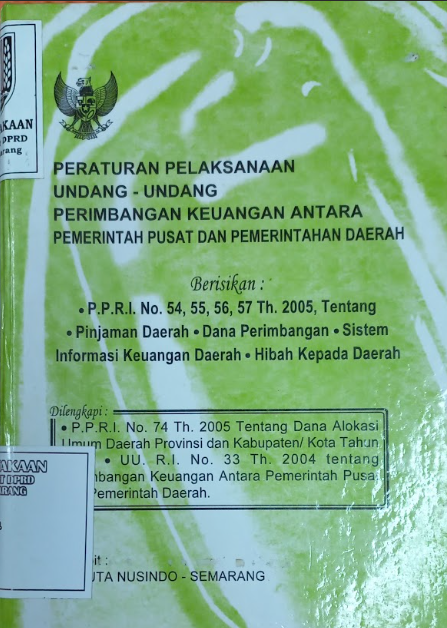 AKAAN
DPRD
arang
PERATURAN PELAKSANAAN
UNDANG - UNDANG
PERIMBANGAN KEUANGAN ANTARA
PEMERINTAH PUSAT DAN PEMERINTAHAN DAERAH
Berisikan :
• P.P.R.I. No. 54, 55, 56, 57 Th. 2005, Tentang
• Pinjaman Daerah • Dana Perimbangan • Sistem
Informasi Keuangan Daerah • Hibah Kepada Daerah
Dilengkapi :
• P.P.R.I. No. 74 Th. 2005 Tentang Dana Alokasi
Umum Daerah Provinsi dan Kabupaten/ Kota Tahun
• UU. R.I. No. 33 Th. 2004 tentang
mbangan Keuangan Antara Pemerintah Pusat
Pemerintah Daerah.
AKAAN
T I DPRD
ARANG
bit :
UTA NUSINDO - SEMARANG